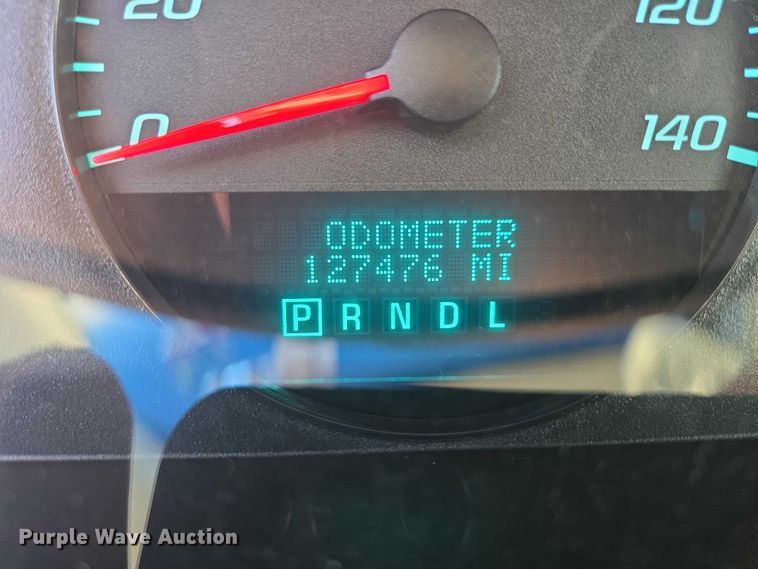 20
120
0
140
ODOMETER
127476 MI
P R N D L
Purple Wave Auction